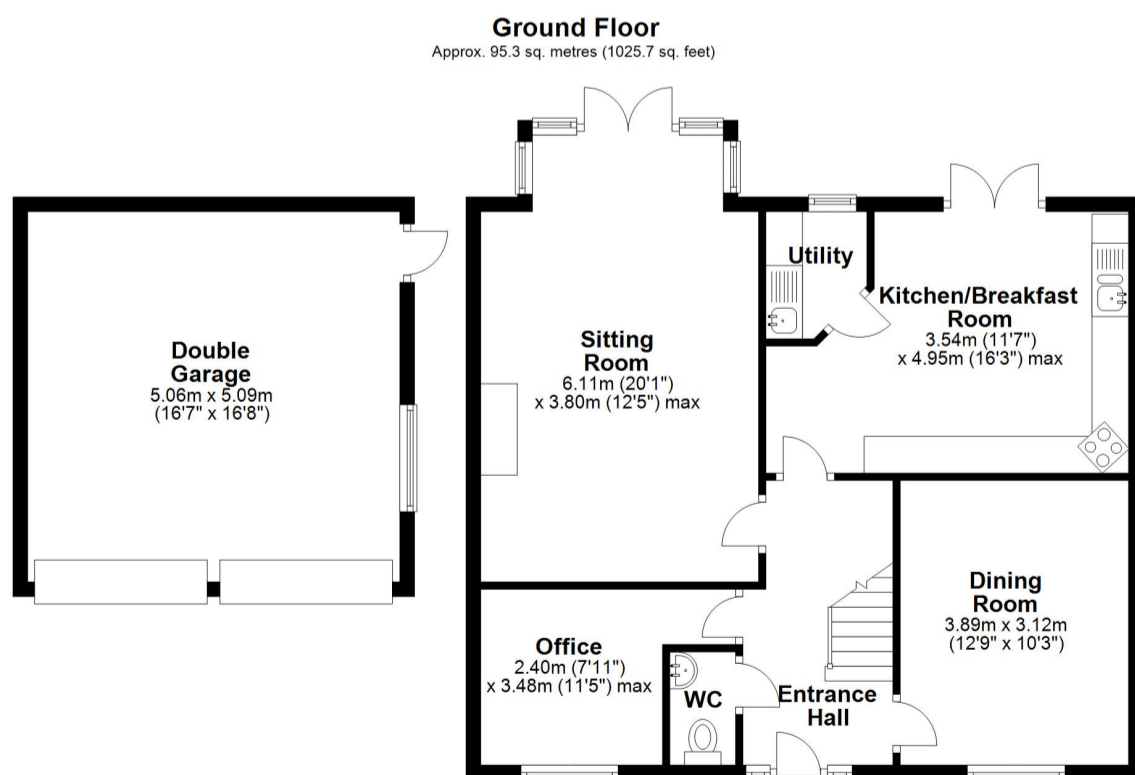 Ground Floor
Approx. 95.3 sq. metres (1025.7 sq. feet)
Double
Garage
5.06m x 5.09m
(16'7" x 16'8")
Sitting
Room
6.11m (20'1")
x 3.80m (12'5") max
Utility
Kitchen/Breakfast
Room
3.54m (11'7")
x 4.95m (16'3") max
Office
2.40m (7'11")
x 3.48m (11'5") max
WC
Entrance
Hall
Dining
Room
3.89m x 3.12m
(12'9" x 10'3")